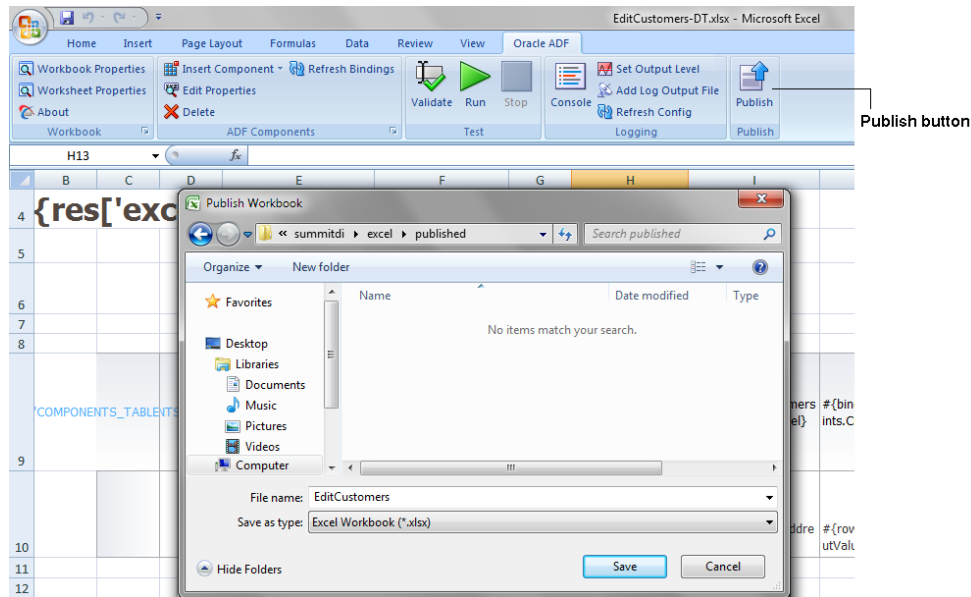 EditCustomers-DT.xlsx - Microsoft Excel
Home Insert Page Layout Formulas Data Review View Oracle ADF
Workbook Properties Insert Component Refresh Bindings Set Output Level
Worksheet Properties Edit Properties Add Log Output File
About Delete Validate Run Stop Console Refresh Config Publish
Workbook ADF Components Test Logging Publish
Publish button
H13 fx
B C D E F G H I
4 {res['exc
Publish Workbook
« summitdi excel published Search published
5
Organize New folder
6 Favorites Name Date modified Type
7
No items match your search.
8 Desktop
Libraries
Documents
Music
Pictures
Videos
Computer
'COMPONENTS_TABLENTS
mers #{bin
el} ints.C
9
File name: EditCustomers
Save as type: Excel Workbook (*.xlsx)
ddre #{row
utValu
10
11 Hide Folders Save Cancel
12